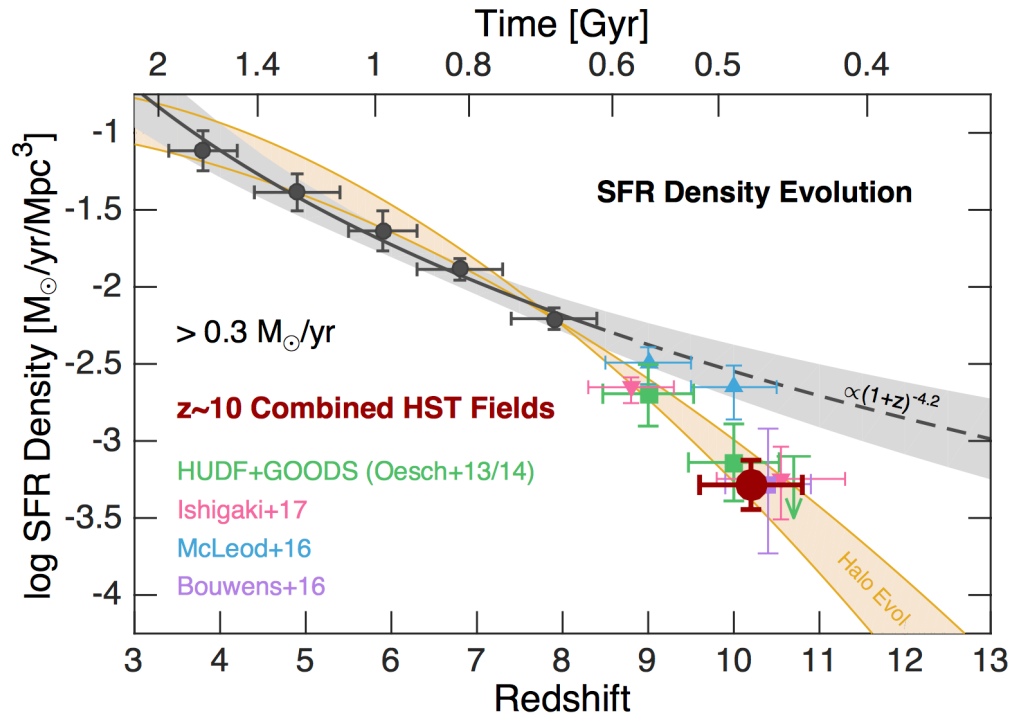 Time [Gyr]
2 1.4 1 0.8 0.6 0.5 0.4
log SFR Density [M☉/yr/Mpc³]
-1
-1.5
-2
-2.5
-3
-3.5
-4
SFR Density Evolution
> 0.3 M☉/yr
z~10 Combined HST Fields
HUDF+GOODS (Oesch+13/14)
Ishigaki+17
McLeod+16
Bouwens+16
∝(1+z)⁻⁴·²
Halo Evol
3 4 5 6 7 8 9 10 11 12 13
Redshift